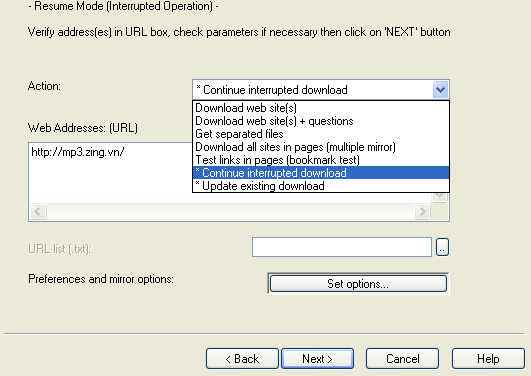 - Resume Mode (Interrupted Operation) -
Verify address(es) in URL box, check parameters if necessary then click on 'NEXT' button
Action:
* Continue interrupted download
Download web site(s)
Download web site(s) + questions
Get separated files
Download all sites in pages (multiple mirror)
Test links in pages (bookmark test)
* Continue interrupted download
* Update existing download
Web Addresses: (URL)
http://mp3.zing.vn/
URL list (.txt):
..
Preferences and mirror options:
Set options...
< Back
Next >
Cancel
Help